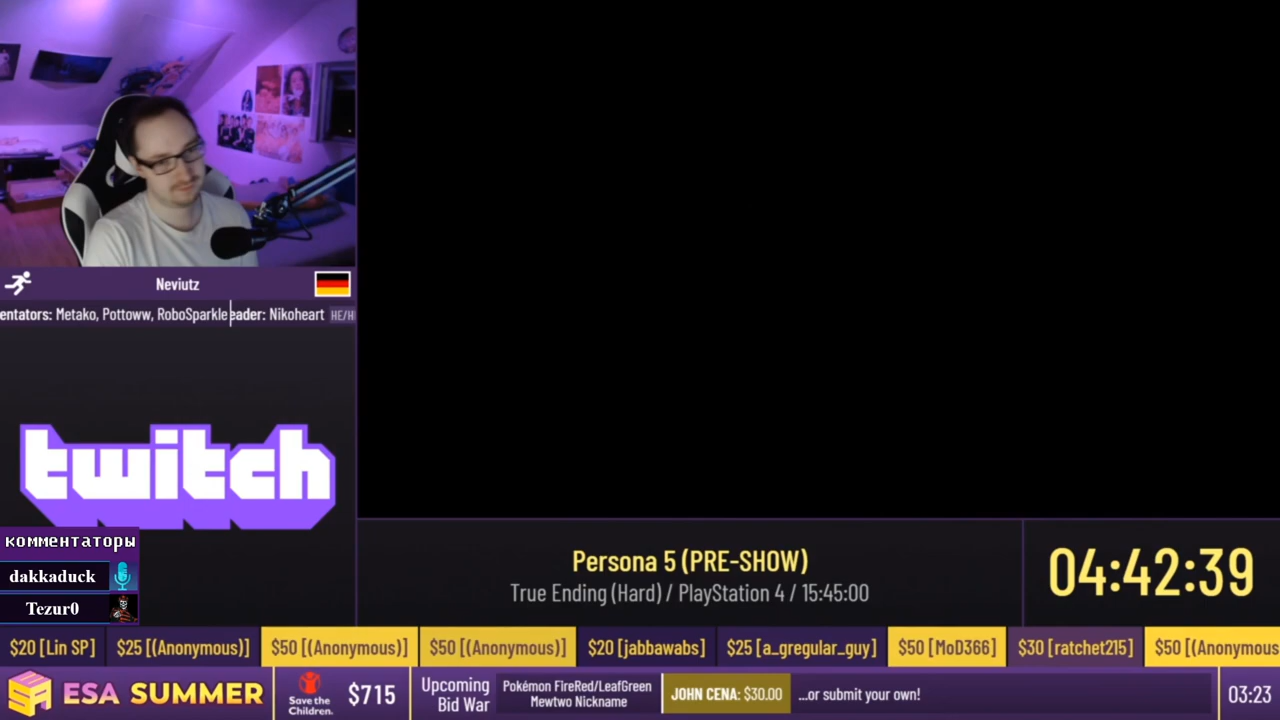 Neviutz
entators: Metako, Pottoww, RoboSparkle
eader: Nikoheart HE/H
twitch
комментаторы
dakkaduck
Tezur0
Persona 5 (PRE-SHOW)
True Ending (Hard) / PlayStation 4 / 15:45:00
04:42:39
$20 [Lin SP] $25 [(Anonymous)] $50 [(Anonymous)] $50 [(Anonymous)] $20 [jabbawabs] $25 [a_gregular_guy] $50 [MoD366] $30 [ratchet215] $50 [(Anonymous
ESA SUMMER
Save the
Children.
$715
Upcoming
Bid War
Pokémon FireRed/LeafGreen
Mewtwo Nickname
JOHN CENA: $30.00
...or submit your own!
03:23